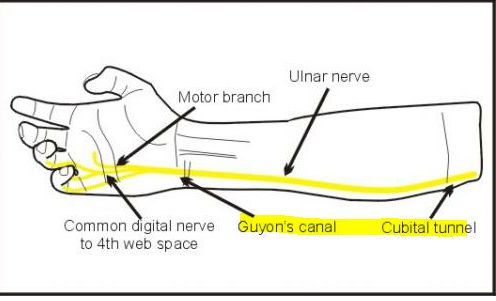 Ulnar nerve
Motor branch
Common digital nerve
to 4th web space
Guyon's canal
Cubital tunnel